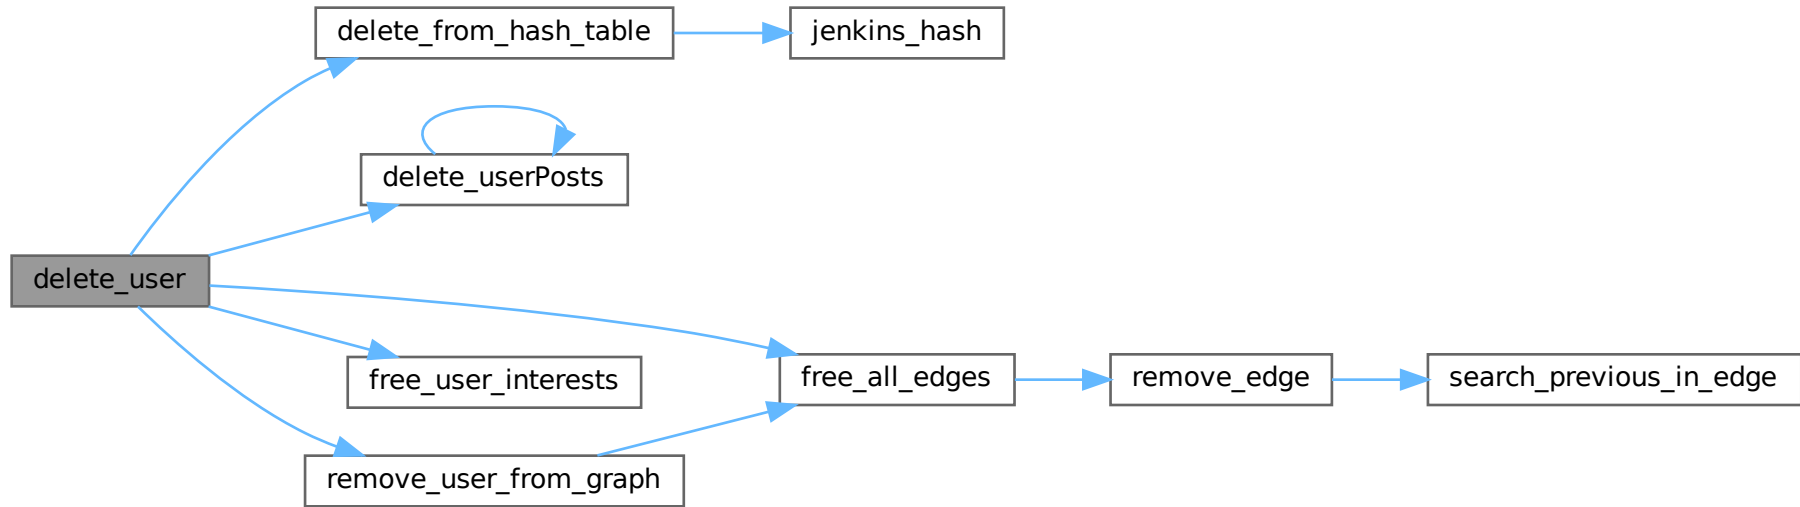 delete_from_hash_table
jenkins_hash
delete_userPosts
delete_user
free_user_interests
free_all_edges
remove_edge
search_previous_in_edge
remove_user_from_graph